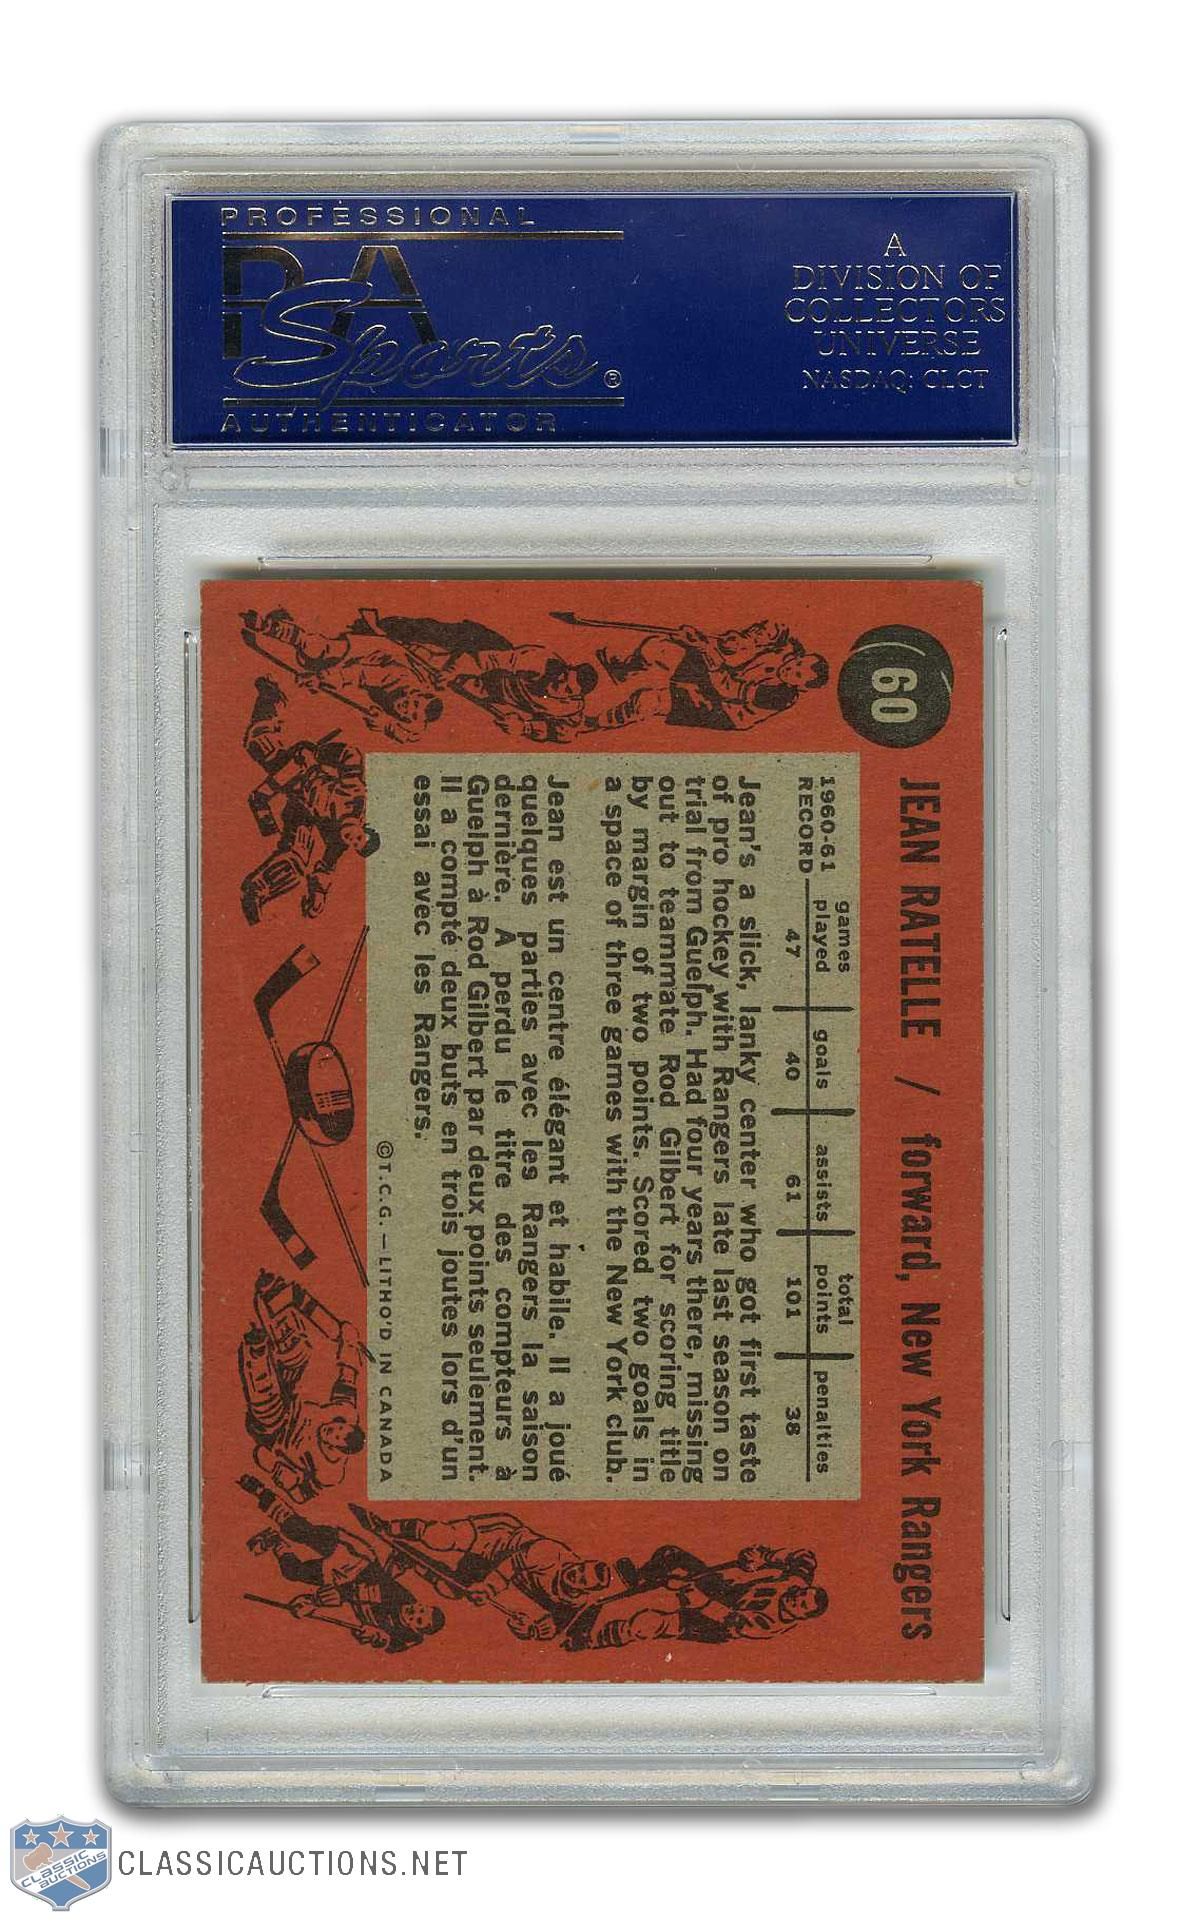 PROFESSIONAL
PSA
Sports®
AUTHENTICATOR
A
DIVISION OF
COLLECTORS
UNIVERSE
NASDAQ: CLCT
60
JEAN RATELLE / forward, New York Rangers
1960-61 RECORD
games played goals assists total points penalties
47 40 61 101 38
Jean's a slick, lanky center who got first taste
of pro hockey with Rangers late last season on
trial from Guelph. Had four years there, missing
out to teammate Rod Gilbert for scoring title
by margin of two points. Scored two goals in
a space of three games with the New York club.
Jean est un centre élégant et habile. Il a joué
quelques parties avec les Rangers la saison
dernière. À perdu le titre des compteurs à
Guelph à Rod Gilbert par deux points seulement.
Il a compté deux buts en trois joutes lors d'un
essai avec les Rangers.
©T.C.G. — LITHO'D IN CANADA
CLASSIC
AUCTIONS
CLASSICAUCTIONS.NET